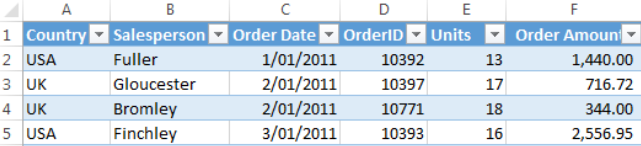 A B C D E F
1 Country Salesperson Order Date OrderID Units Order Amount
2 USA Fuller 1/01/2011 10392 13 1,440.00
3 UK Gloucester 2/01/2011 10397 17 716.72
4 UK Bromley 2/01/2011 10771 18 344.00
5 USA Finchley 3/01/2011 10393 16 2,556.95